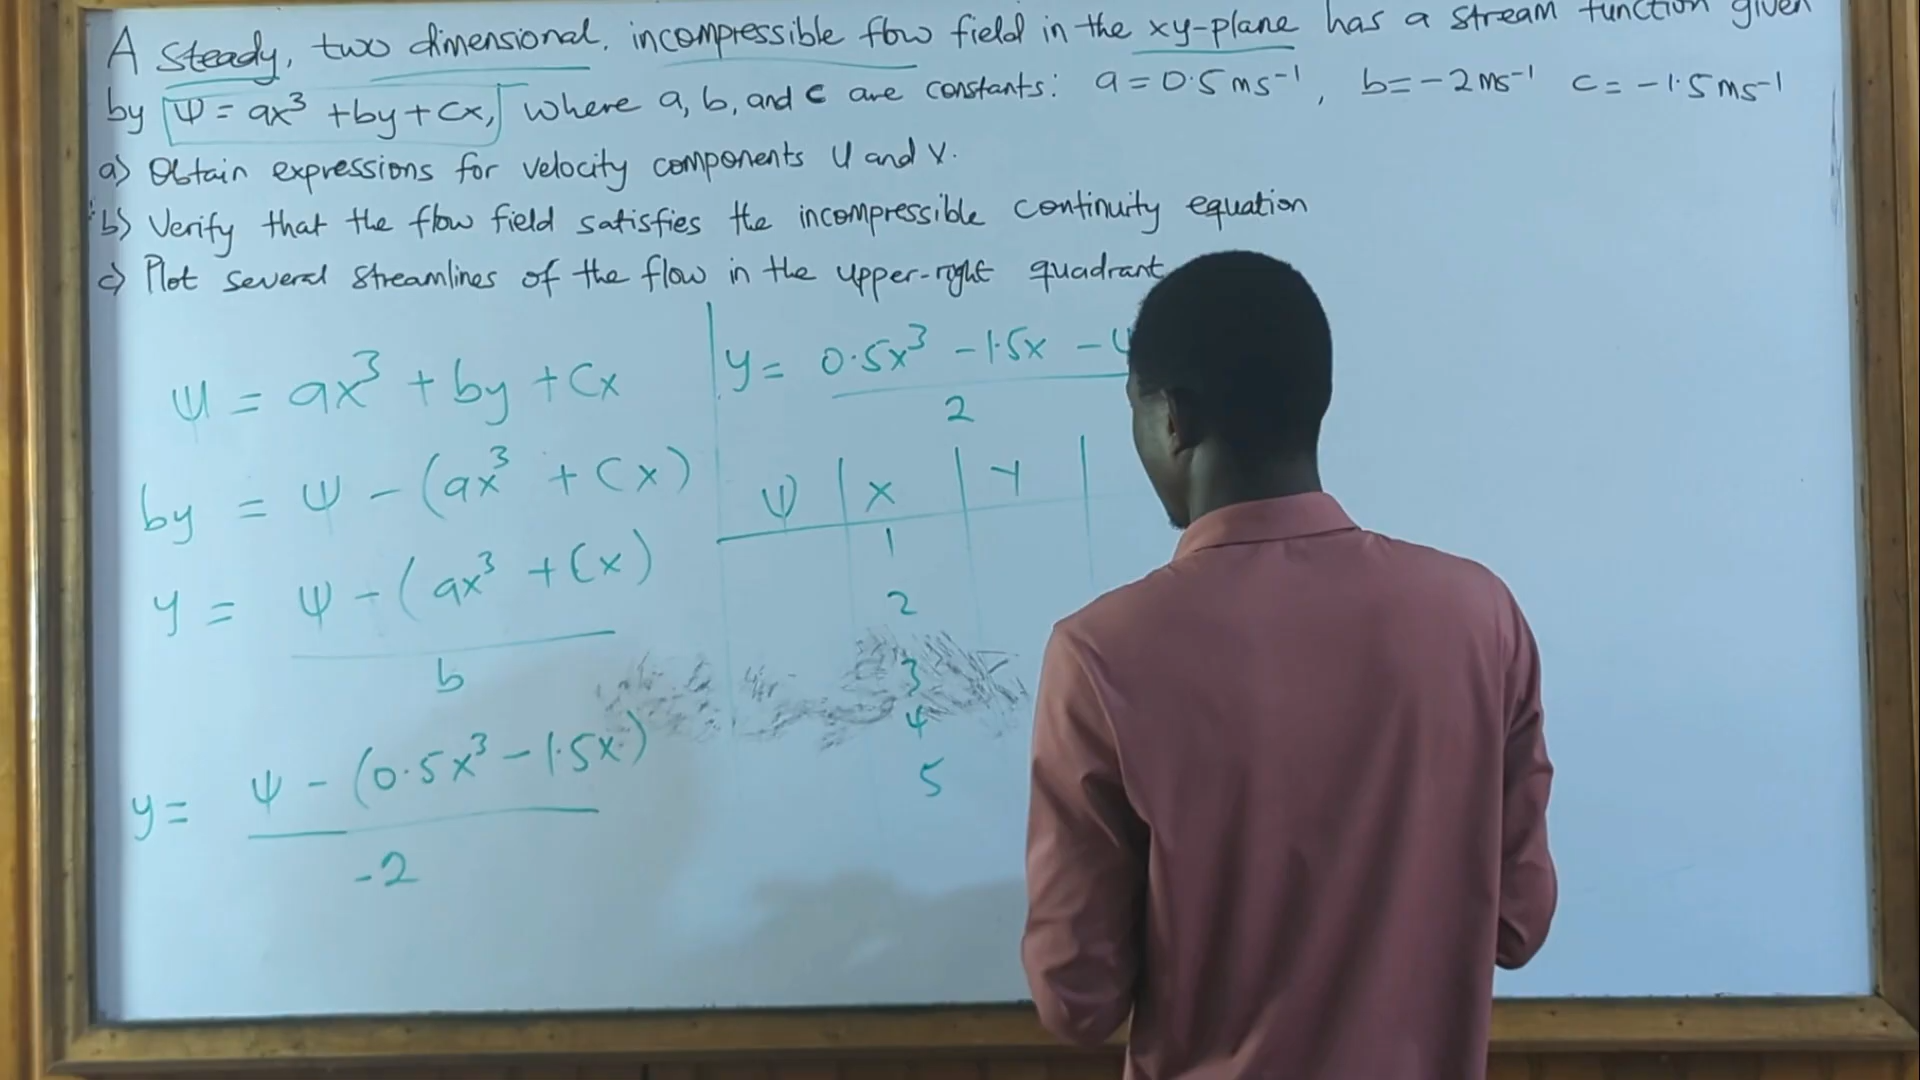 A steady, two dimensional, incompressible flow field in the xy-plane has a stream function given
by ψ = ax³ + by + cx, where a, b, and c are constants: a = 0.5 ms⁻¹, b = -2 ms⁻¹ c = -1.5 ms⁻¹
a) Obtain expressions for velocity components U and V.
b) Verify that the flow field satisfies the incompressible continuity equation
c) Plot several streamlines of the flow in the upper-right quadrant
ψ = ax³ + by + cx
by = ψ - (ax³ + cx)
y = ψ - (ax³ + cx)
b
y = ψ - (0.5x³ - 1.5x)
-2
y = 0.5x³ - 1.5x -
2
ψ | x | y |
1
2
3
4
5